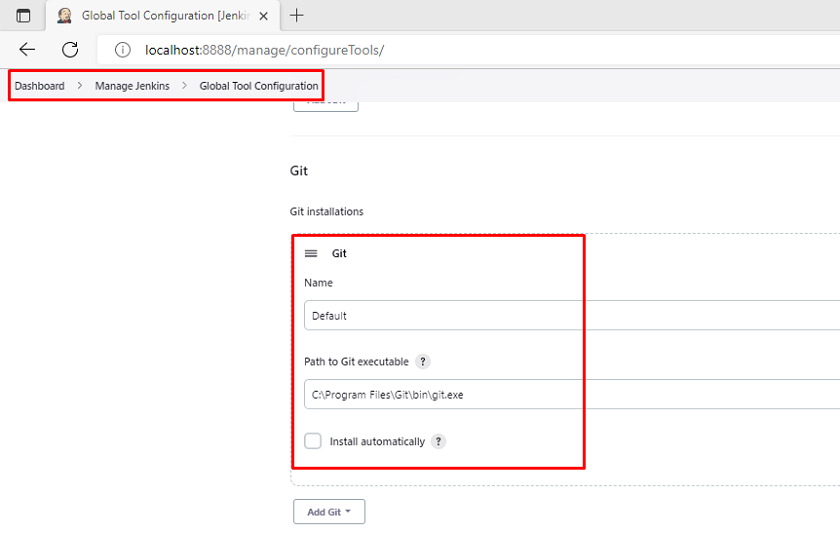 Global Tool Configuration [Jenkin
localhost:8888/manage/configureTools/
Dashboard > Manage Jenkins > Global Tool Configuration
Git
Git installations
Git
Name
Default
Path to Git executable ?
C:\Program Files\Git\bin\git.exe
Install automatically ?
Add Git